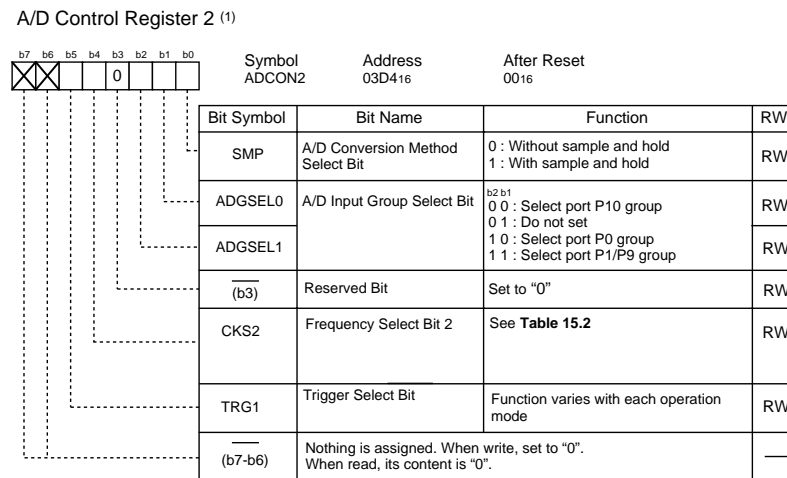 A/D Control Register 2 (1)
b7 b6 b5 b4 b3 b2 b1 b0
0
Symbol Address After Reset
ADCON2 03D416 0016
Bit Symbol Bit Name Function RW
SMP A/D Conversion Method Select Bit 0 : Without sample and hold RW
1 : With sample and hold
ADGSEL0 A/D Input Group Select Bit b2 b1 RW
0 0 : Select port P10 group
0 1 : Do not set
ADGSEL1 1 0 : Select port P0 group RW
1 1 : Select port P1/P9 group
(b3) Reserved Bit Set to “0” RW
CKS2 Frequency Select Bit 2 See Table 15.2 RW
TRG1 Trigger Select Bit Function varies with each operation mode RW
(b7-b6) Nothing is assigned. When write, set to “0”. —
When read, its content is “0”.